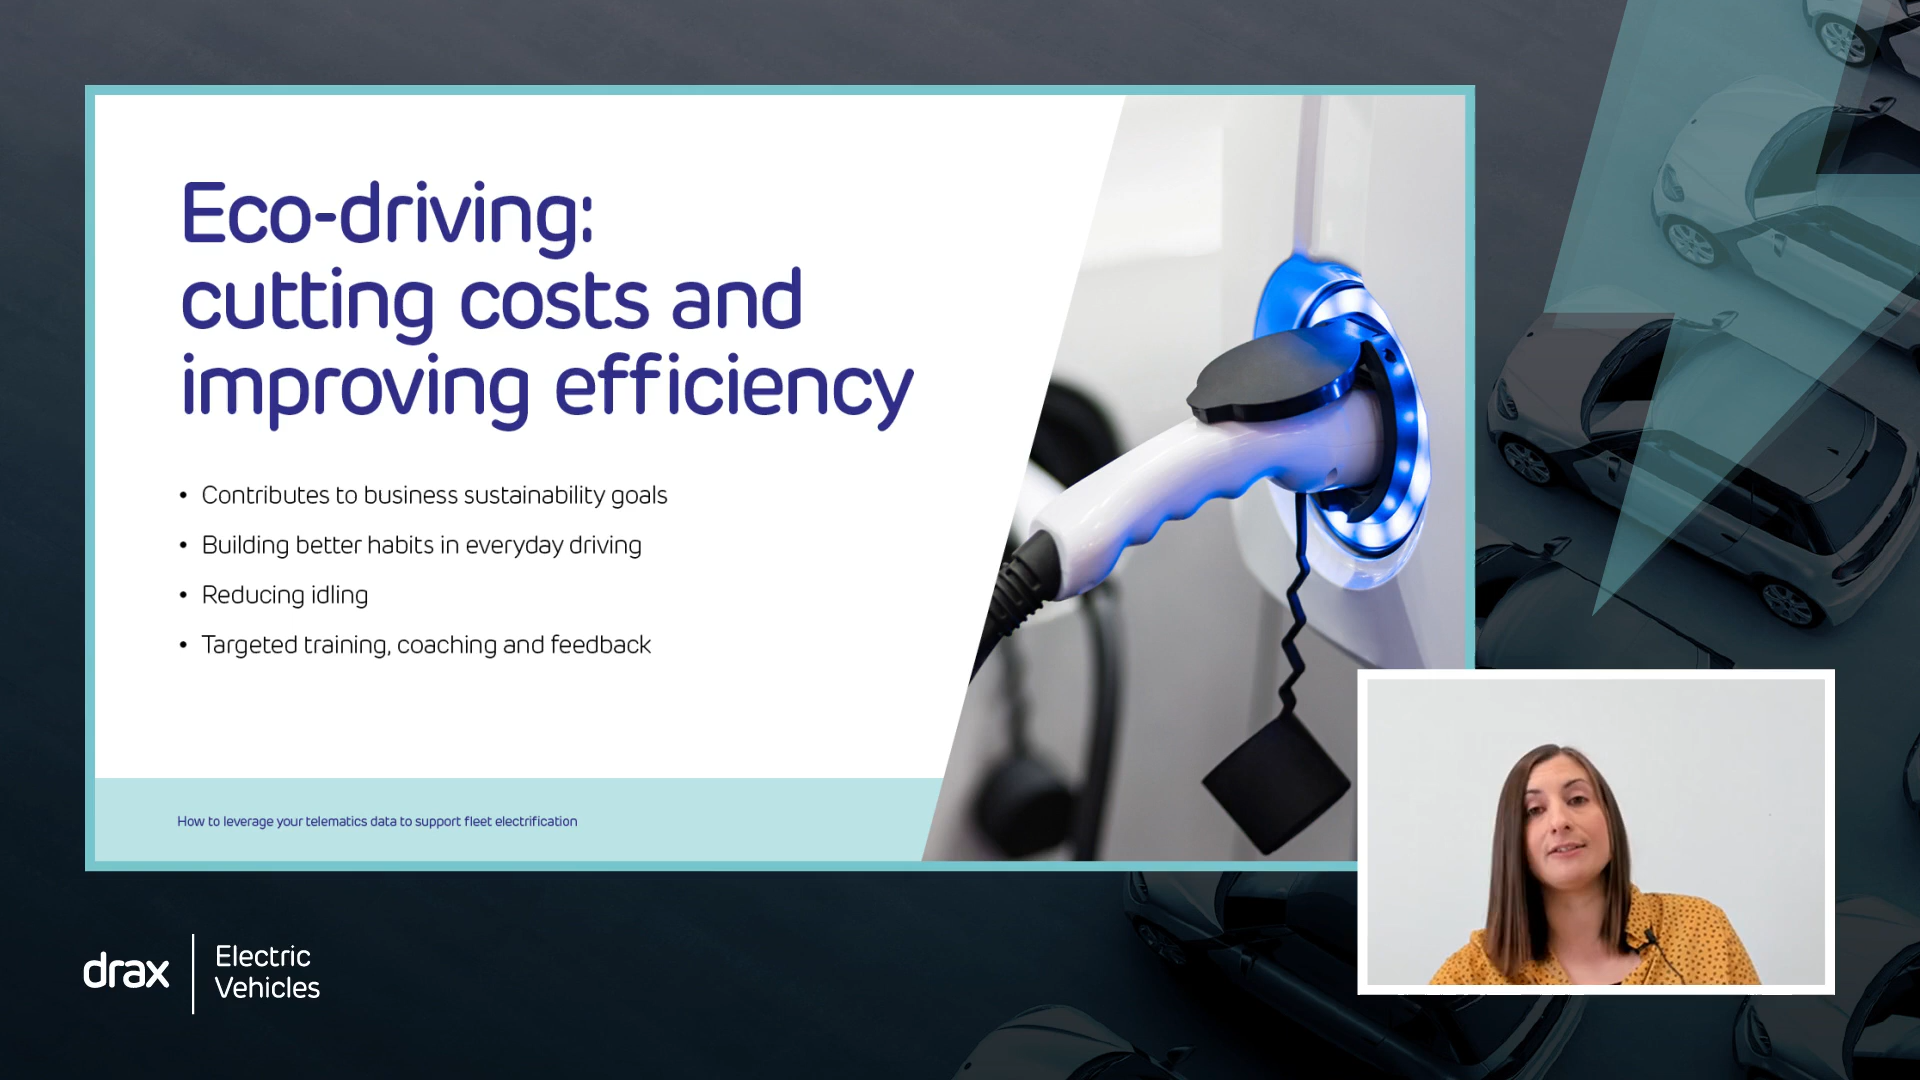 Eco-driving:
cutting costs and
improving efficiency
• Contributes to business sustainability goals
• Building better habits in everyday driving
• Reducing idling
• Targeted training, coaching and feedback
How to leverage your telematics data to support fleet electrification
drax
Electric
Vehicles